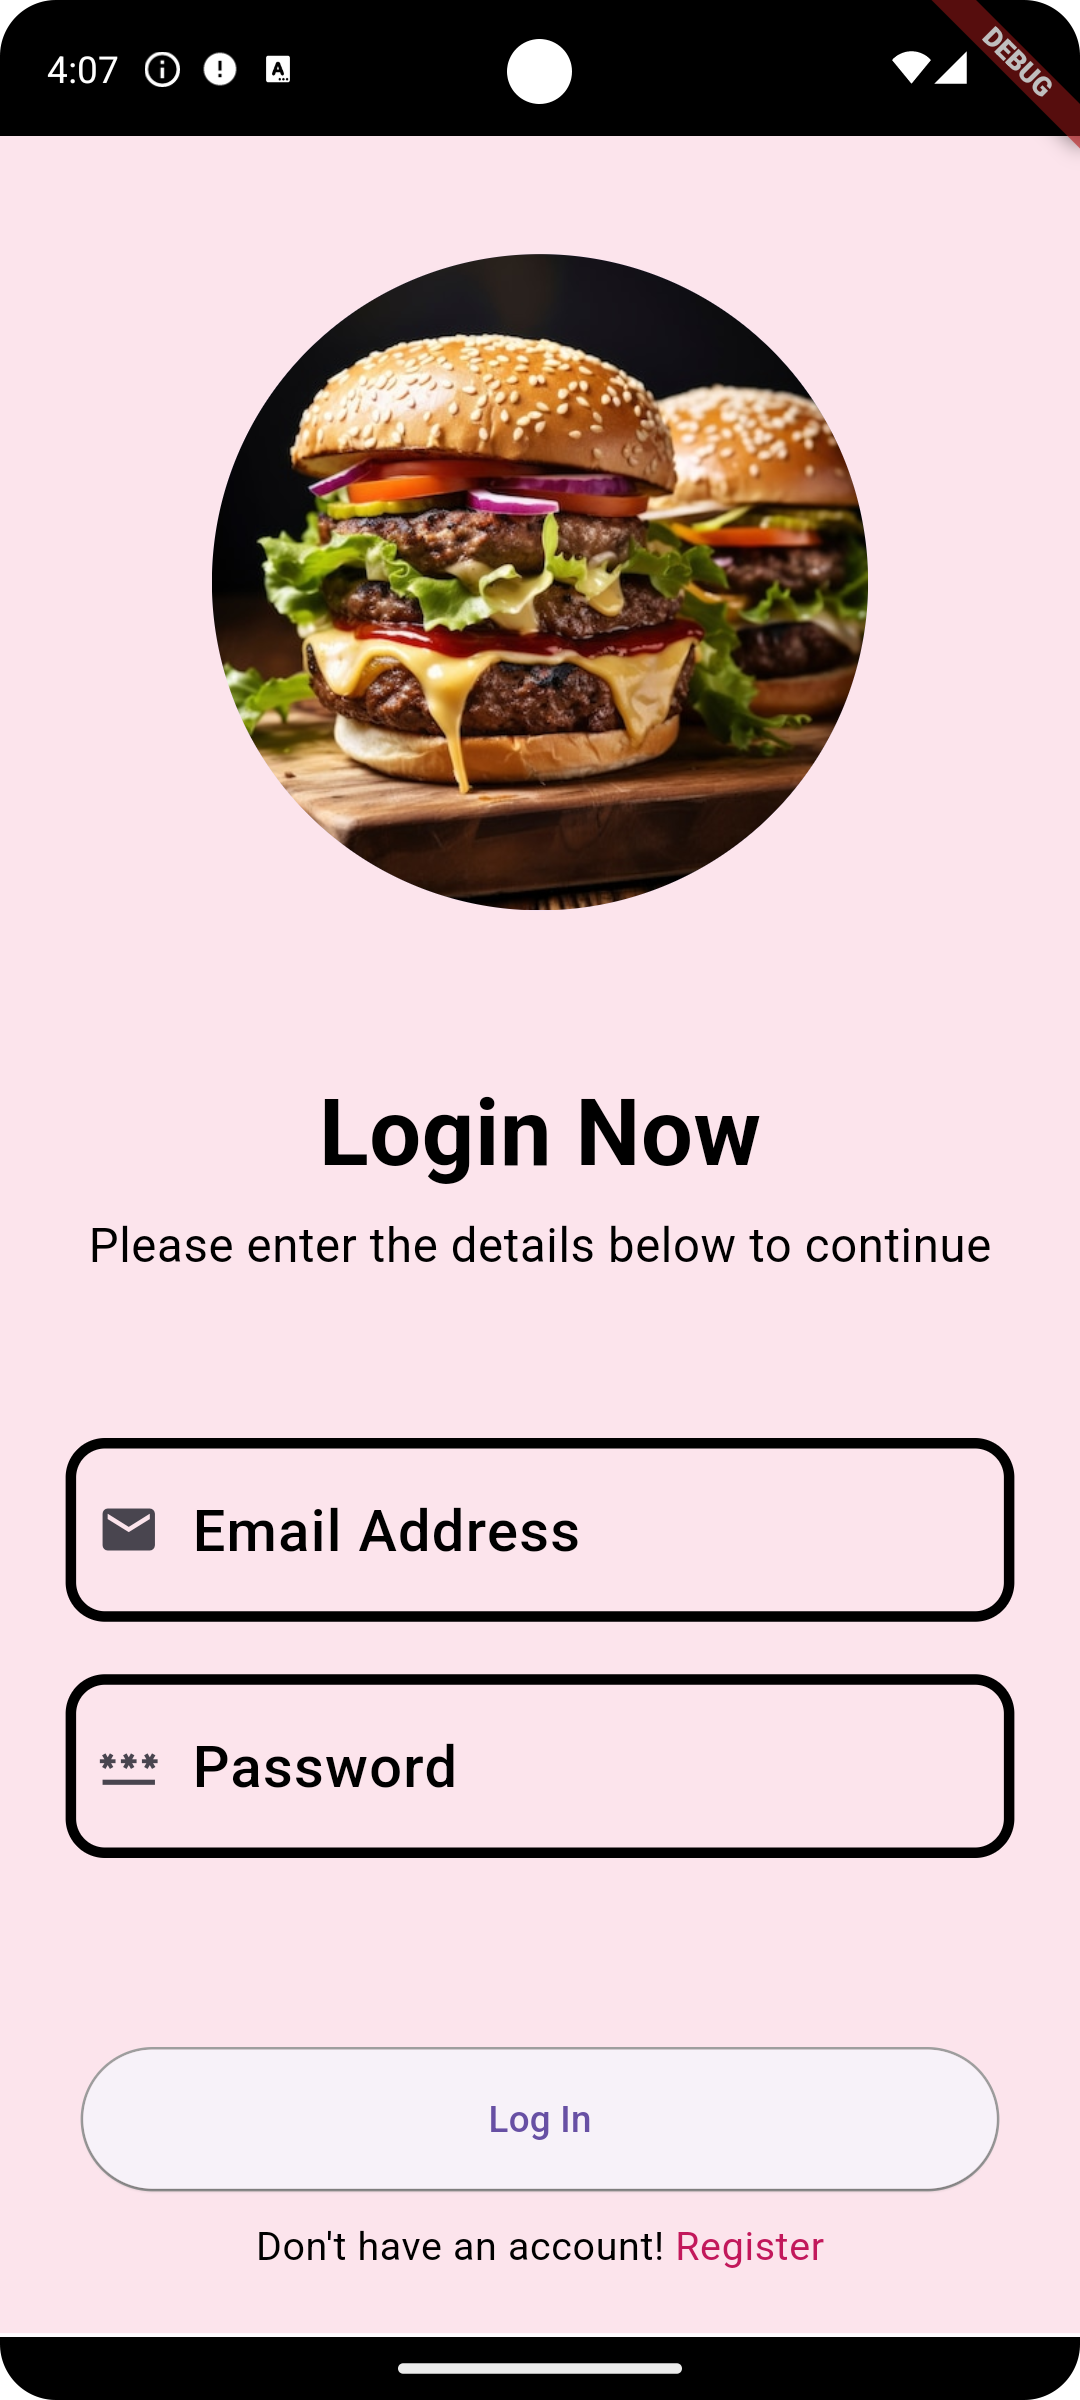 4:07
DEBUG
Login Now
Please enter the details below to continue
Email Address
*** Password
Log In
Don't have an account! Register